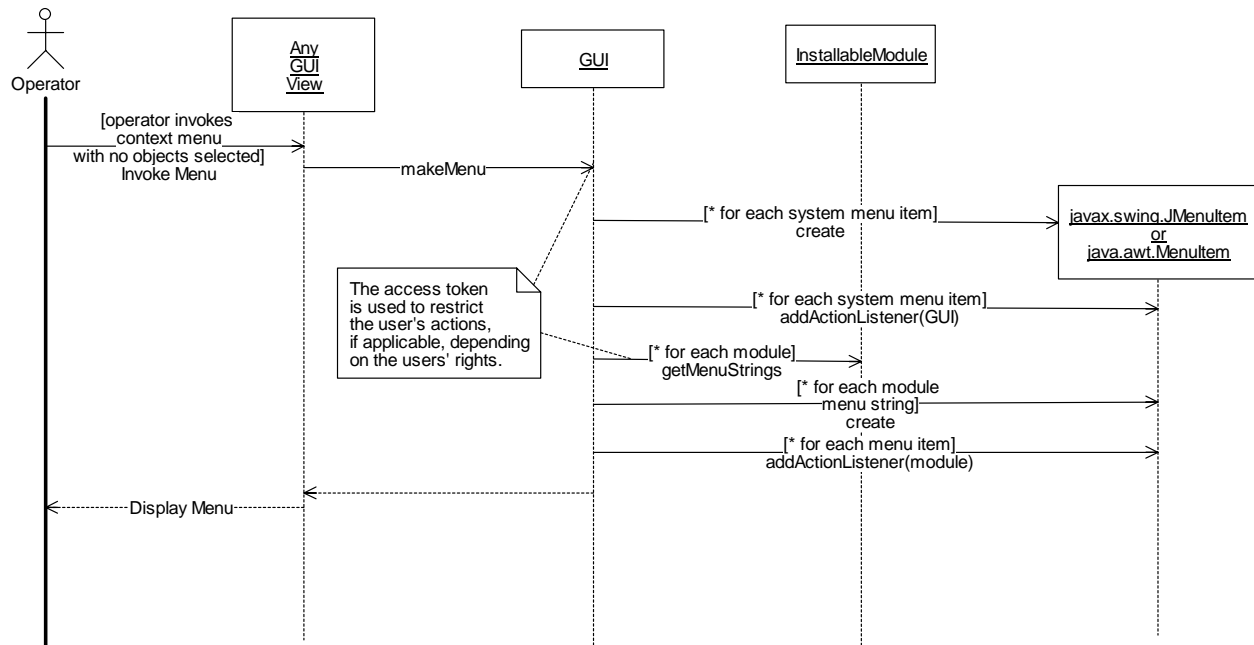 Operator
Any
GUI
View
GUI
InstallableModule
[operator invokes
context menu
with no objects selected]
Invoke Menu
makeMenu
[* for each system menu item]
create
javax.swing.JMenuItem
or
java.awt.MenuItem
The access token
is used to restrict
the user's actions,
if applicable, depending
on the users' rights.
[* for each system menu item]
addActionListener(GUI)
[* for each module]
getMenuStrings
[* for each module
menu string]
create
[* for each menu item]
addActionListener(module)
Display Menu